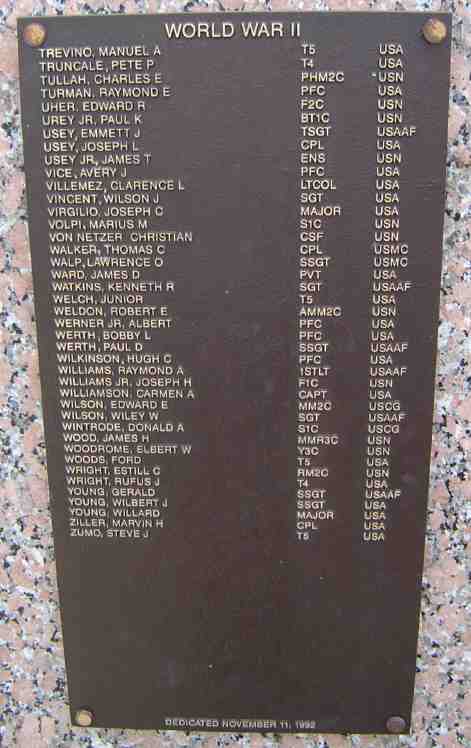 WORLD WAR II
TREVINO, MANUEL A T5 USA
TRUNCALE, PETE P T4 USA
TULLAH, CHARLES E PHM2C USN
TURMAN, RAYMOND E PFC USA
UHER, EDWARD R F2C USN
UREY JR, PAUL K BT1C USN
USEY, EMMETT J TSGT USAAF
USEY, JOSEPH L CPL USA
USEY JR, JAMES T ENS USN
VICE, AVERY J PFC USA
VILLEMEZ, CLARENCE L LTCOL USA
VINCENT, WILSON J SGT USA
VIRGILIO, JOSEPH C MAJOR USA
VOLPI, MARIUS M S1C USN
VON NETZER CHRISTIAN CSF USN
WALKER, THOMAS C CPL USMC
WALP, LAWRENCE O SSGT USMC
WARD, JAMES D PVT USA
WATKINS, KENNETH R SGT USAAF
WELCH, JUNIOR T5 USA
WELDON, ROBERT E AMM2C USN
WERNER JR, ALBERT PFC USA
WERTH, BOBBY L PFC USA
WERTH, PAUL D SSGT USAAF
WILKINSON, HUGH C PFC USA
WILLIAMS, RAYMOND A 1STLT USAAF
WILLIAMS JR, JOSEPH H F1C USN
WILLIAMSON, CARMEN A CAPT USA
WILSON, EDWARD E MM2C USCG
WILSON, WILEY W SGT USAAF
WINTRODE, DONALD A S1C USCG
WOOD, JAMES H MMR3C USN
WOODROME, ELBERT W Y3C USN
WOODS, FORD T5 USA
WRIGHT, ESTILL C RM2C USN
WRIGHT, RUFUS J T4 USA
YOUNG, GERALD SSGT USAAF
YOUNG, WILBERT J SSGT USA
YOUNG, WILLARD MAJOR USA
ZILLER, MARVIN H CPL USA
ZUMO, STEVE J T5 USA
DEDICATED NOVEMBER 11, 1992